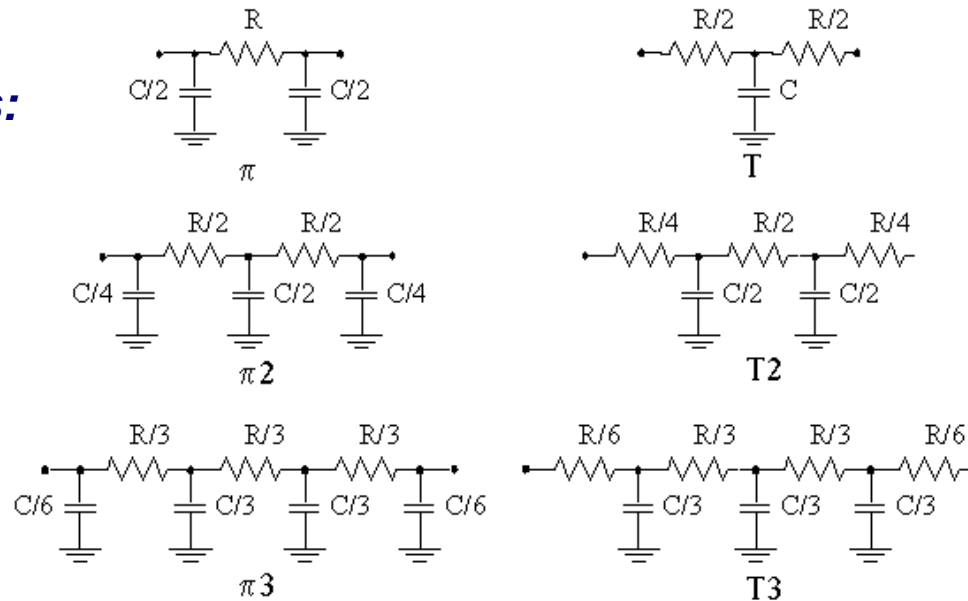 R
R/2 R/2
s:
C/2 C/2
C
π
T
R/2 R/2
R/4 R/2 R/4
C/4 C/2 C/4
C/2 C/2
π2
T2
R/3 R/3 R/3
R/6 R/3 R/3 R/6
C/6 C/3 C/3 C/6
C/3 C/3 C/3
π3
T3